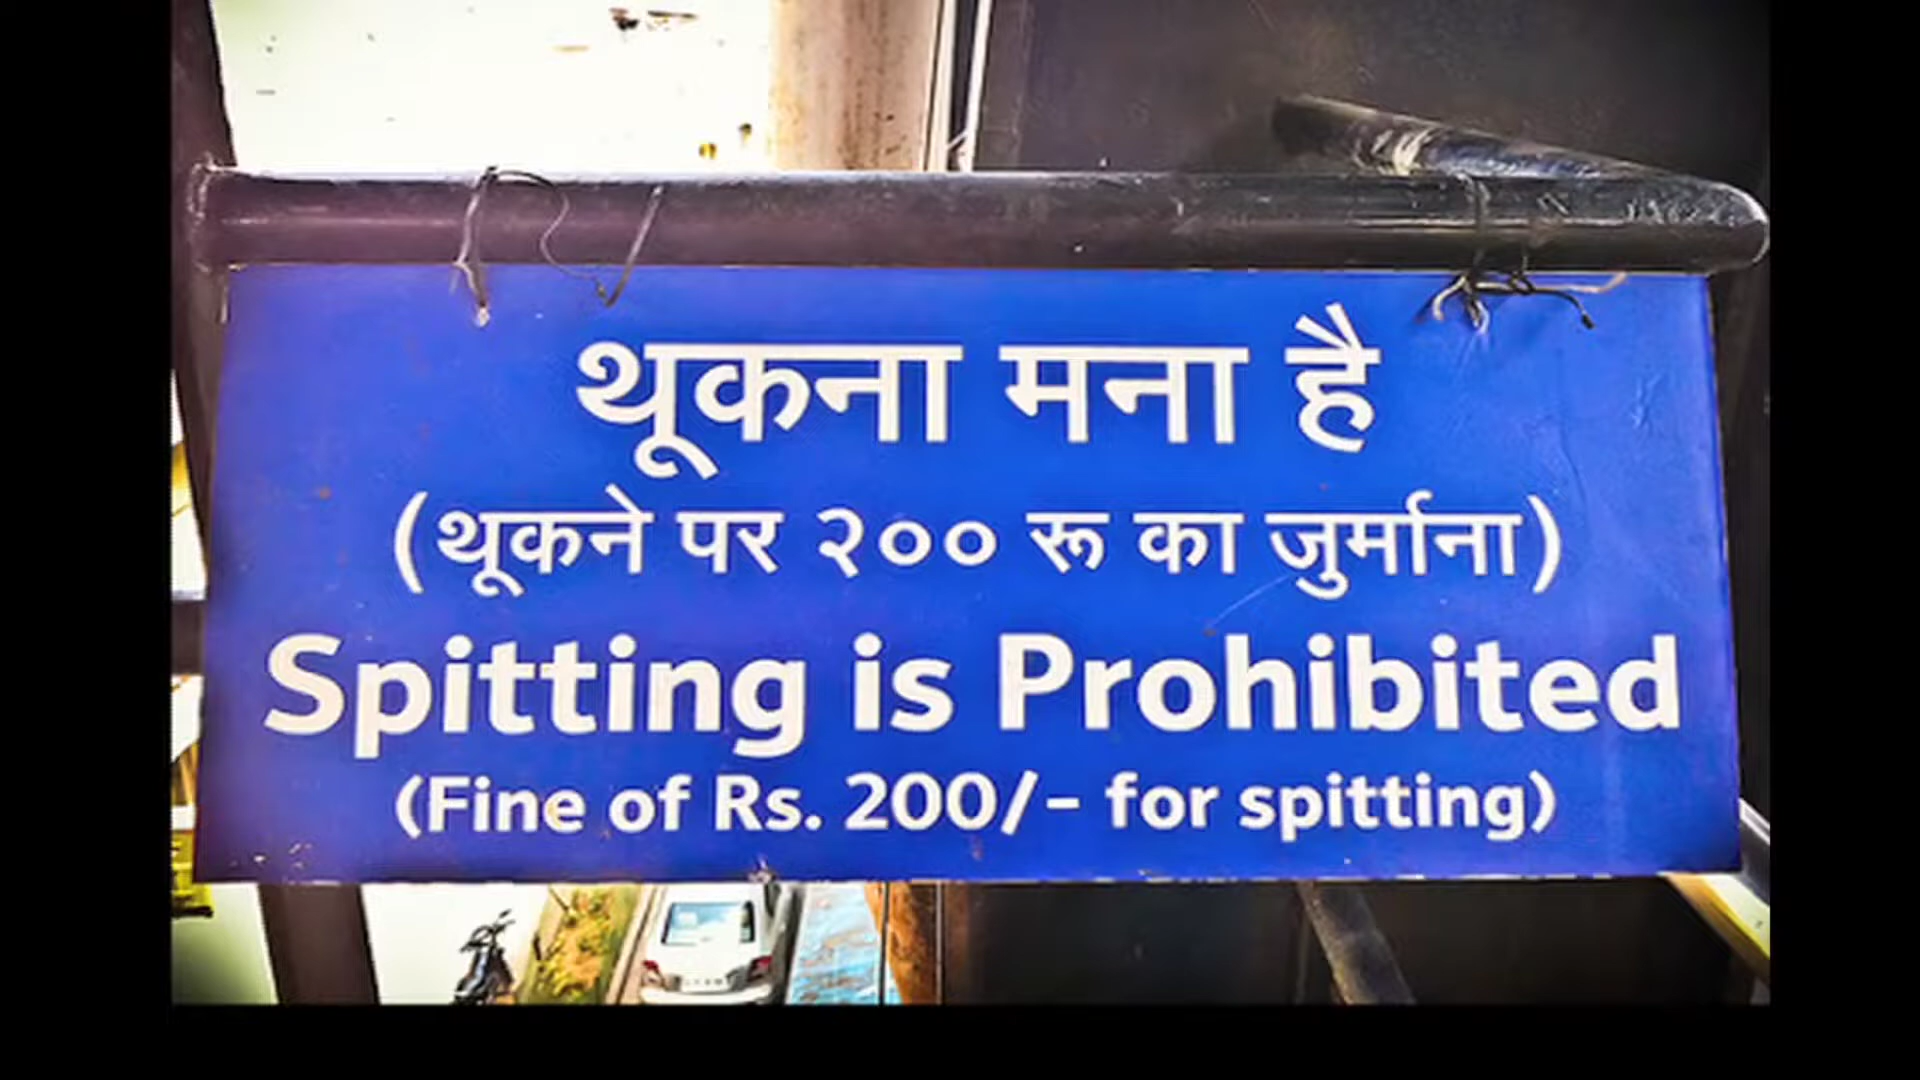 थूकना मना है
(थूकने पर २०० रू का जुर्माना)
Spitting is Prohibited
(Fine of Rs. 200/- for spitting)